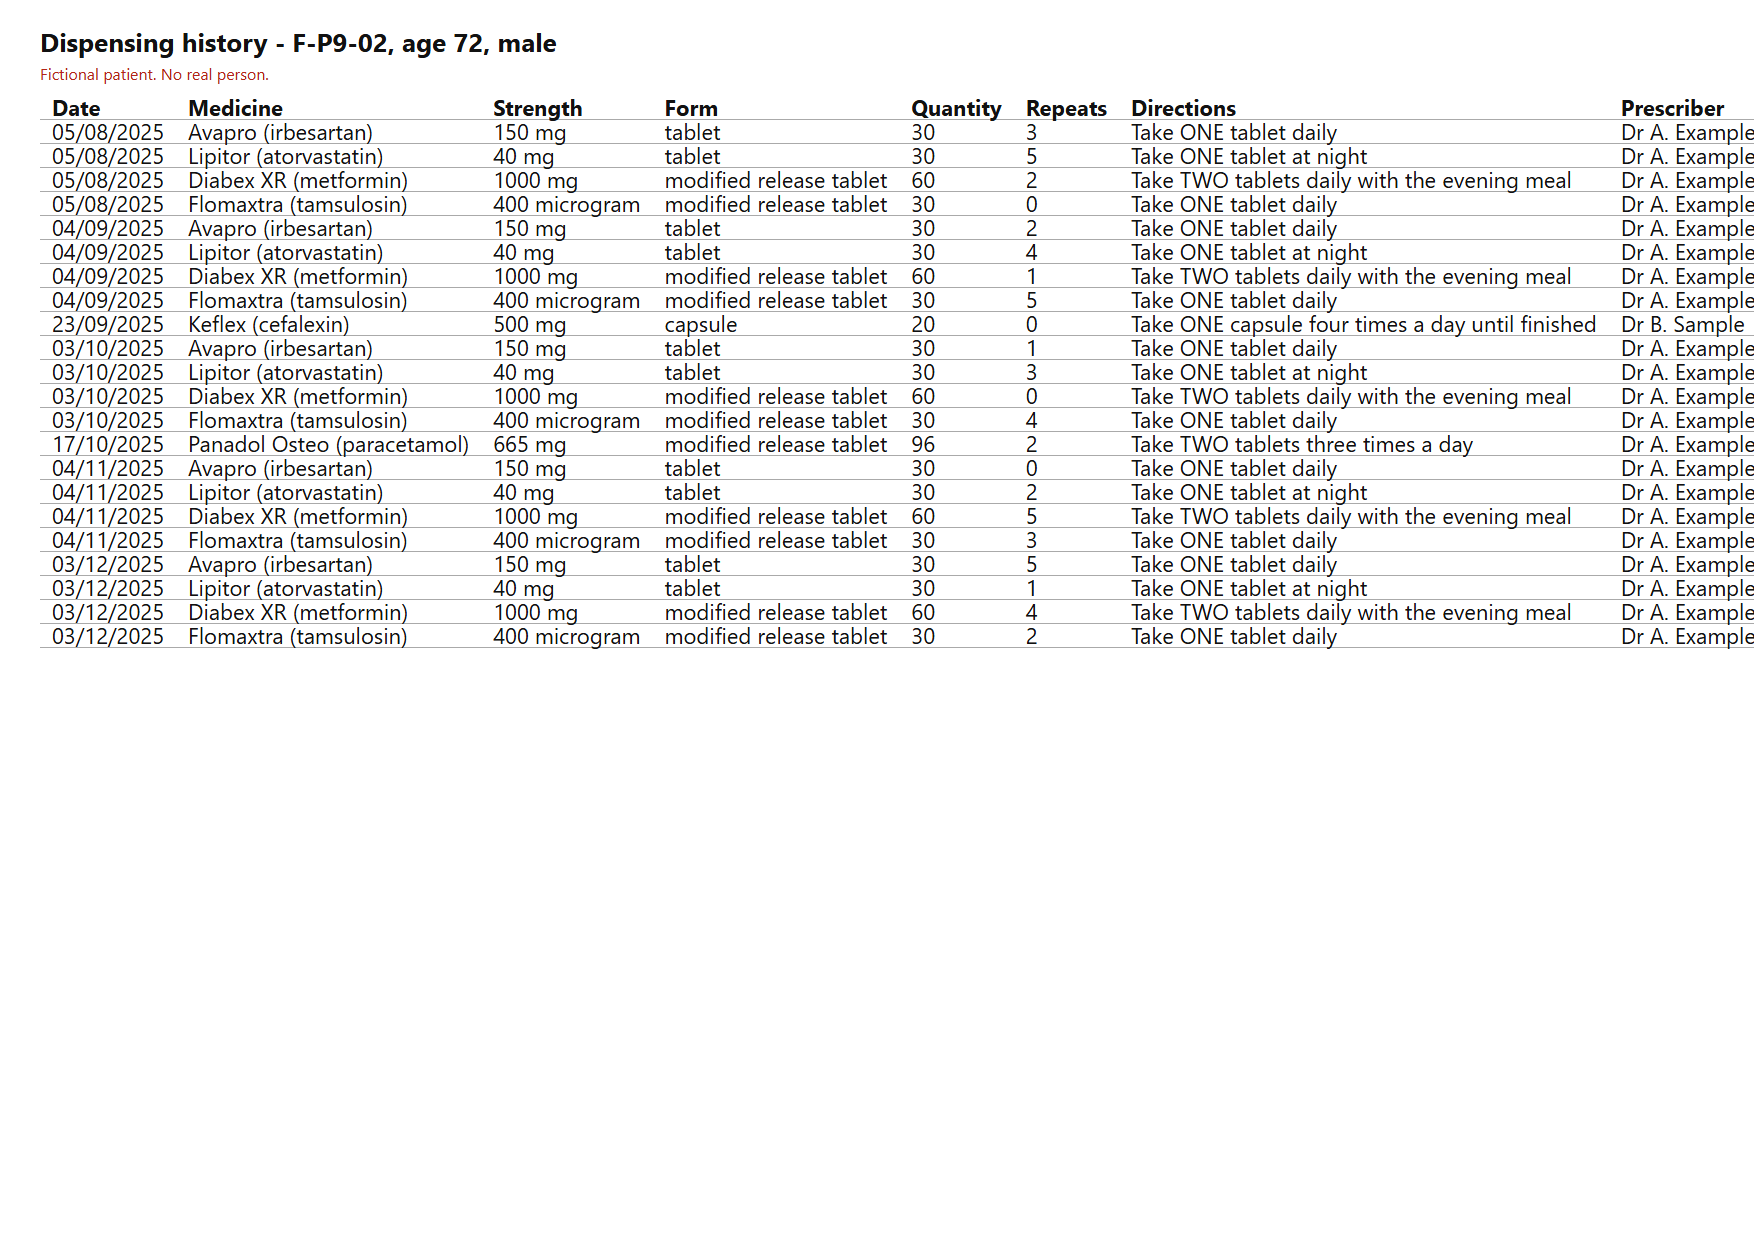 Dispensing history - F-P9-02, age 72, male
Fictional patient. No real person.
Date Medicine Strength Form Quantity Repeats Directions Prescriber
05/08/2025 Avapro (irbesartan) 150 mg tablet 30 3 Take ONE tablet daily Dr A. Example
05/08/2025 Lipitor (atorvastatin) 40 mg tablet 30 5 Take ONE tablet at night Dr A. Example
05/08/2025 Diabex XR (metformin) 1000 mg modified release tablet 60 2 Take TWO tablets daily with the evening meal Dr A. Example
05/08/2025 Flomaxtra (tamsulosin) 400 microgram modified release tablet 30 0 Take ONE tablet daily Dr A. Example
04/09/2025 Avapro (irbesartan) 150 mg tablet 30 2 Take ONE tablet daily Dr A. Example
04/09/2025 Lipitor (atorvastatin) 40 mg tablet 30 4 Take ONE tablet at night Dr A. Example
04/09/2025 Diabex XR (metformin) 1000 mg modified release tablet 60 1 Take TWO tablets daily with the evening meal Dr A. Example
04/09/2025 Flomaxtra (tamsulosin) 400 microgram modified release tablet 30 5 Take ONE tablet daily Dr A. Example
23/09/2025 Keflex (cefalexin) 500 mg capsule 20 0 Take ONE capsule four times a day until finished Dr B. Sample
03/10/2025 Avapro (irbesartan) 150 mg tablet 30 1 Take ONE tablet daily Dr A. Example
03/10/2025 Lipitor (atorvastatin) 40 mg tablet 30 3 Take ONE tablet at night Dr A. Example
03/10/2025 Diabex XR (metformin) 1000 mg modified release tablet 60 0 Take TWO tablets daily with the evening meal Dr A. Example
03/10/2025 Flomaxtra (tamsulosin) 400 microgram modified release tablet 30 4 Take ONE tablet daily Dr A. Example
17/10/2025 Panadol Osteo (paracetamol) 665 mg modified release tablet 96 2 Take TWO tablets three times a day Dr A. Example
04/11/2025 Avapro (irbesartan) 150 mg tablet 30 0 Take ONE tablet daily Dr A. Example
04/11/2025 Lipitor (atorvastatin) 40 mg tablet 30 2 Take ONE tablet at night Dr A. Example
04/11/2025 Diabex XR (metformin) 1000 mg modified release tablet 60 5 Take TWO tablets daily with the evening meal Dr A. Example
04/11/2025 Flomaxtra (tamsulosin) 400 microgram modified release tablet 30 3 Take ONE tablet daily Dr A. Example
03/12/2025 Avapro (irbesartan) 150 mg tablet 30 5 Take ONE tablet daily Dr A. Example
03/12/2025 Lipitor (atorvastatin) 40 mg tablet 30 1 Take ONE tablet at night Dr A. Example
03/12/2025 Diabex XR (metformin) 1000 mg modified release tablet 60 4 Take TWO tablets daily with the evening meal Dr A. Example
03/12/2025 Flomaxtra (tamsulosin) 400 microgram modified release tablet 30 2 Take ONE tablet daily Dr A. Example